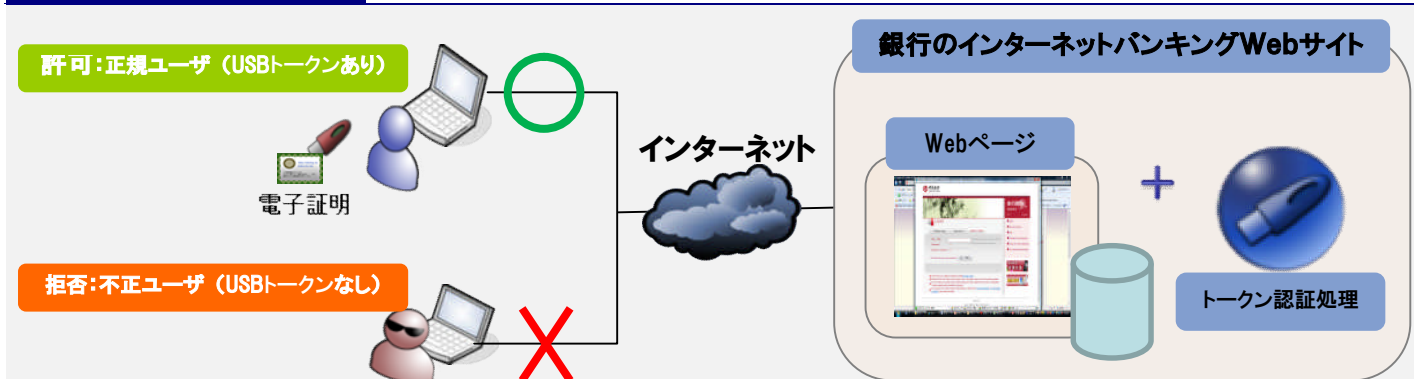 許可：正規ユーザ（USBトークンあり）
電子証明
拒否：不正ユーザ（USBトークンなし）
インターネット
銀行のインターネットバンキングWebサイト
Webページ
トークン認証処理